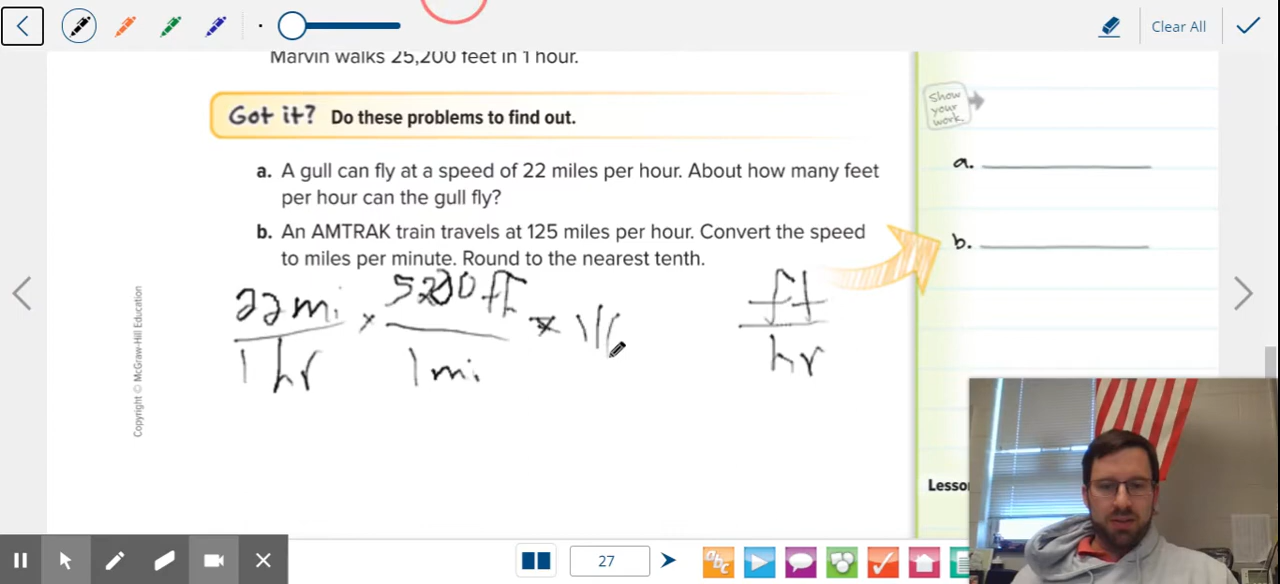 Clear All
Marvin walks 25,200 feet in 1 hour.
Got it? Do these problems to find out.
Show your work.
a. A gull can fly at a speed of 22 miles per hour. About how many feet
per hour can the gull fly?
b. An AMTRAK train travels at 125 miles per hour. Convert the speed
to miles per minute. Round to the nearest tenth.
a.
b.
22 mi
1 hr
×
5280 ft
1 mi
ft
hr
Copyright © McGraw-Hill Education
Lesso
27
abc